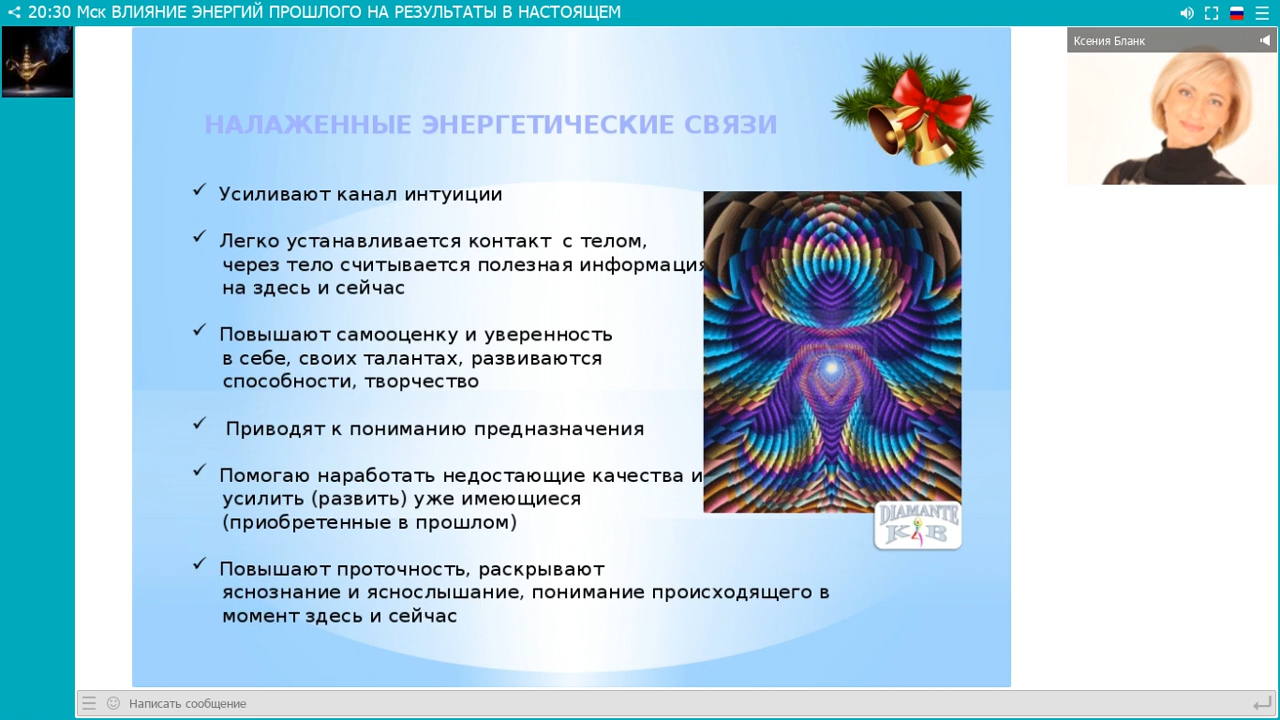 20:30 Мск ВЛИЯНИЕ ЭНЕРГИЙ ПРОШЛОГО НА РЕЗУЛЬТАТЫ В НАСТОЯЩЕМ
Ксения Бланк
НАЛАЖЕННЫЕ ЭНЕРГЕТИЧЕСКИЕ СВЯЗИ
Усиливают канал интуиции
Легко устанавливается контакт с телом,
через тело считывается полезная информация
на здесь и сейчас
Повышают самооценку и уверенность
в себе, своих талантах, развиваются
способности, творчество
Приводят к пониманию предназначения
Помогаю наработать недостающие качества и
усилить (развить) уже имеющиеся
(приобретенные в прошлом)
Повышают проточность, раскрывают
яснознание и яснослышание, понимание происходящего в
момент здесь и сейчас
DIAMANTE
K B
Написать сообщение